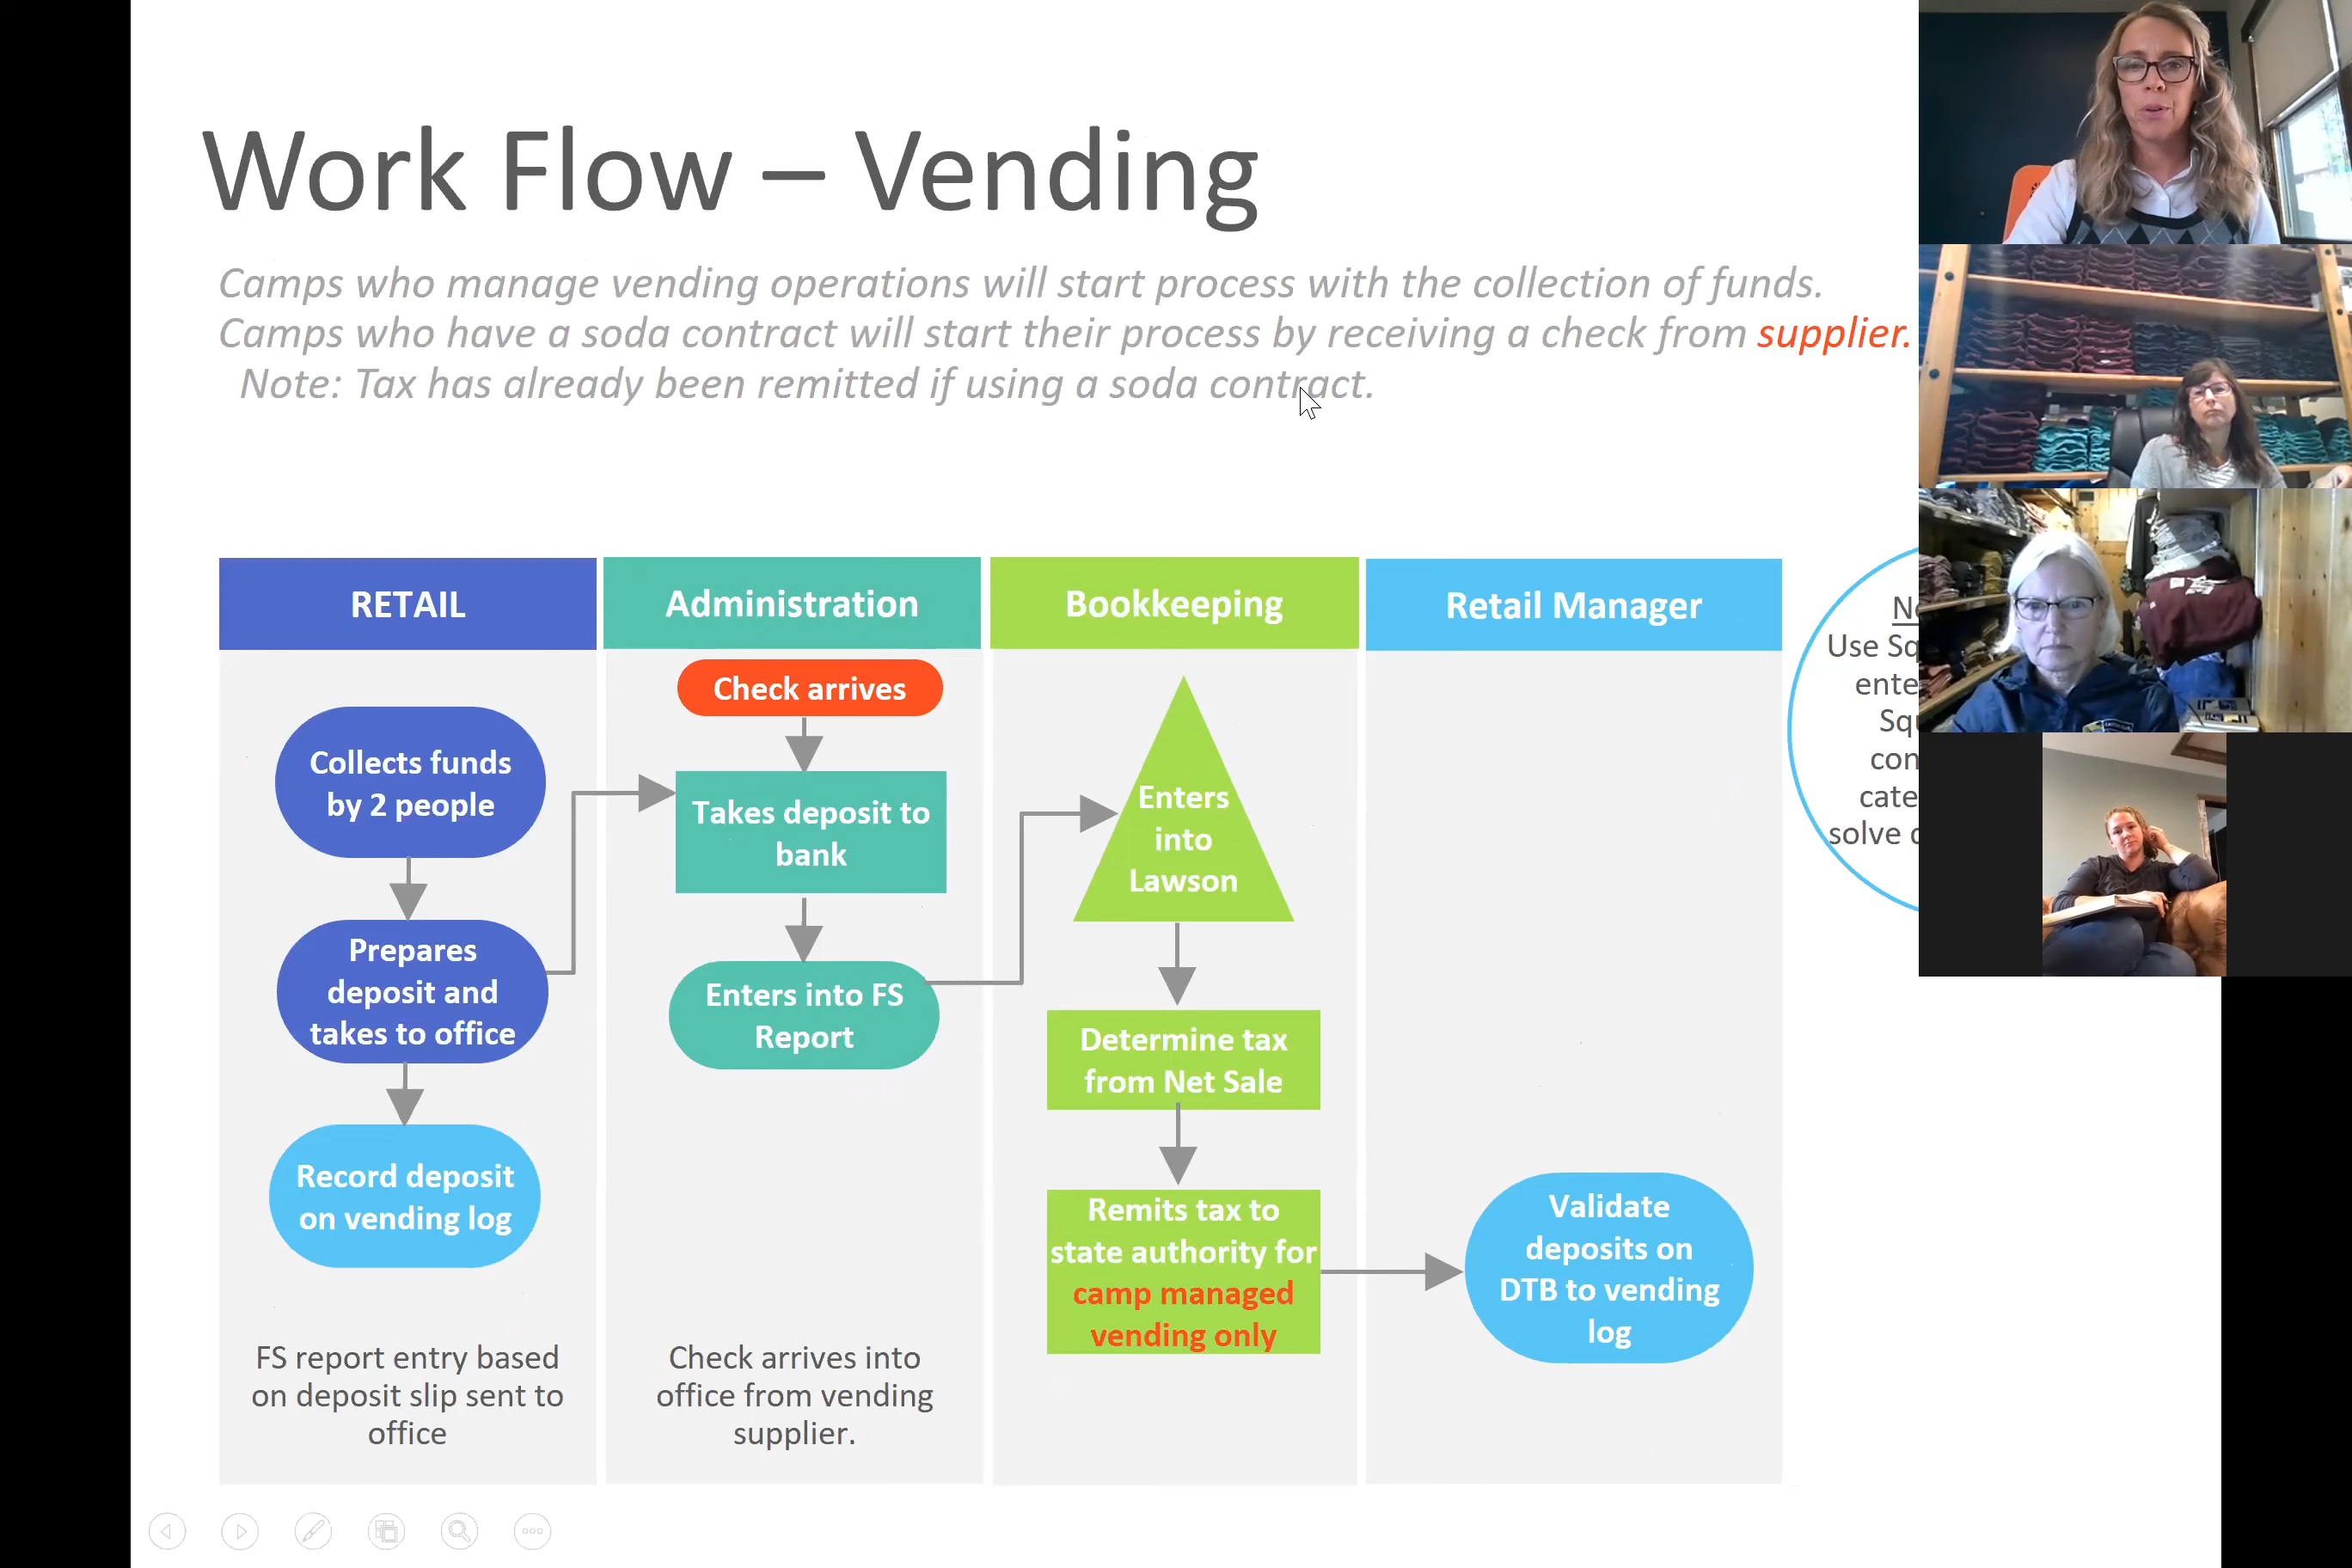 Work Flow – Vending
Camps who manage vending operations will start process with the collection of funds.
Camps who have a soda contract will start their process by receiving a check from supplier.
Note: Tax has already been remitted if using a soda contract.
RETAIL
Collects funds
by 2 people
Prepares
deposit and
takes to office
Record deposit
on vending log
FS report entry based
on deposit slip sent to
office
Administration
Check arrives
Takes deposit to
bank
Enters into FS
Report
Check arrives into
office from vending
supplier.
Bookkeeping
Enters
into
Lawson
Determine tax
from Net Sale
Remits tax to
state authority for
camp managed
vending only
Retail Manager
Validate
deposits on
DTB to vending
log
Use
solve